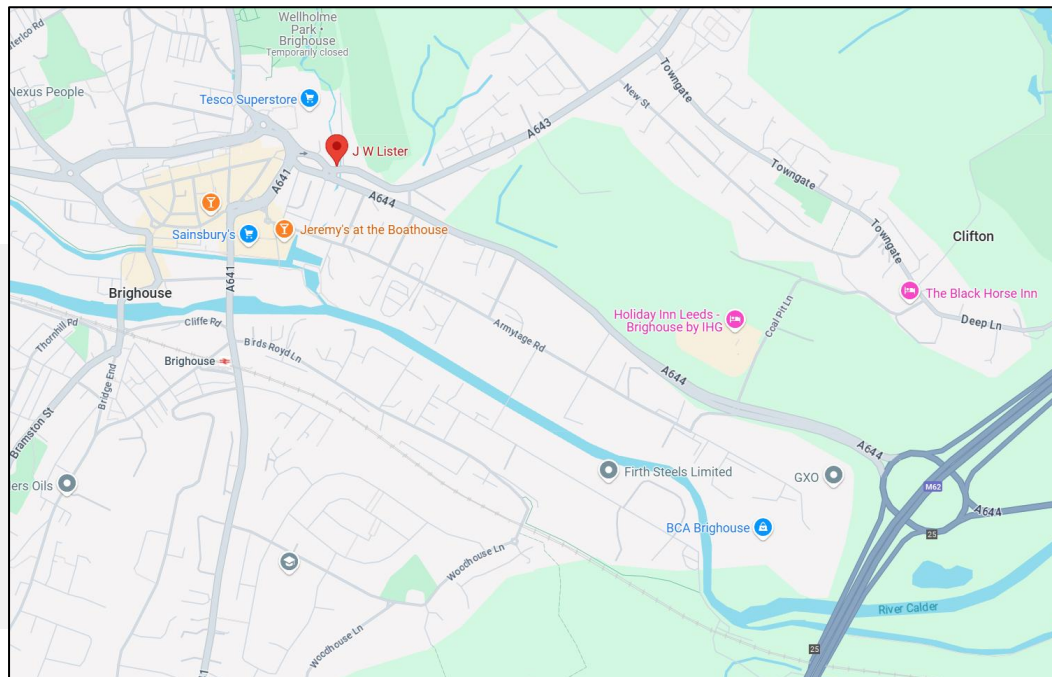 Wellholme
Park -
Brighouse
Temporarily closed
Nexus People
Tesco Superstore
J W Lister
A643
New St
Towngate
Towngate
Towngate
A641
A644
Sainsbury's
Jeremy's at the Boathouse
Clifton
A641
Brighouse
The Black Horse Inn
Holiday Inn Leeds -
Brighouse by IHG
Coal Pit Ln
Deep Ln
Thornhill Rd
Cliffe Rd
Birds Royd Ln
Armytage Rd
Brighouse
A644
Bridge End
Bramston St
A644
Firth Steels Limited
GXO
M62
ers Oils
A644
BCA Brighouse
25
Woodhouse Ln
River Calder
Woodhouse Ln
25